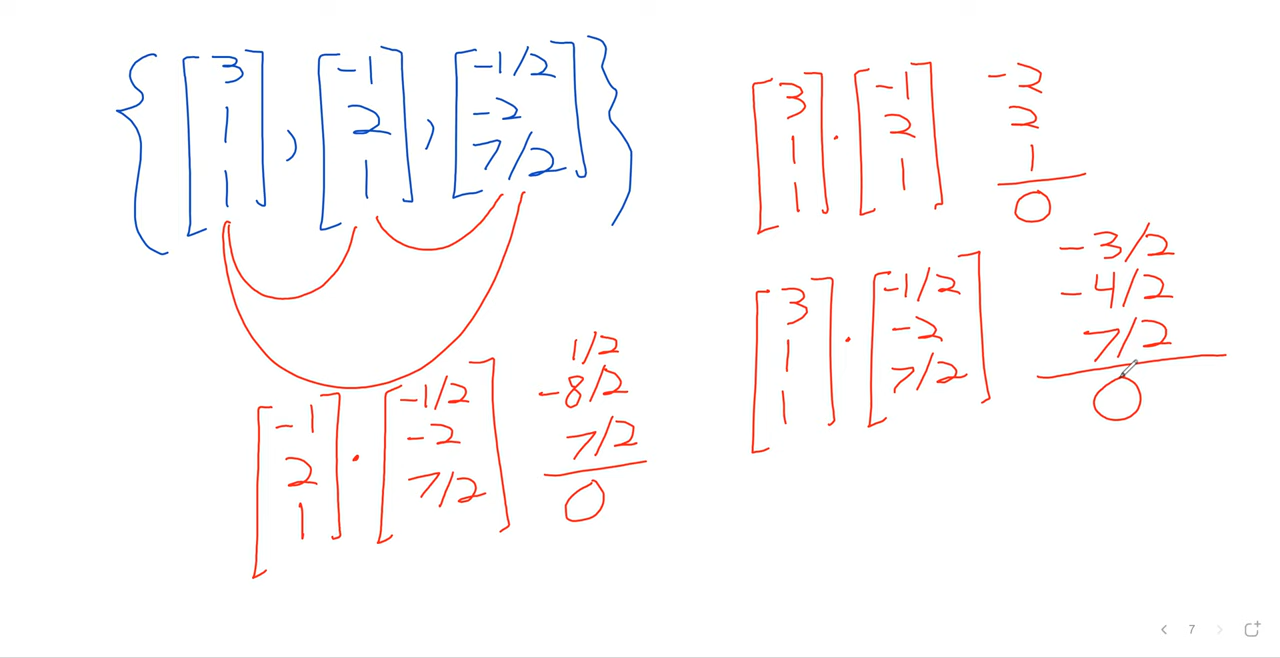 {[3 1 1], [-1 2 1], [-1/2 -2 7/2]}
[3 1 1] · [-1 2 1]
-3
2
1
0
[3 1 1] · [-1/2 -2 7/2]
-3/2
-4/2
7/2
0
[-1 2 1] · [-1/2 -2 7/2]
1/2
-8/2
7/2
0
< 7 >